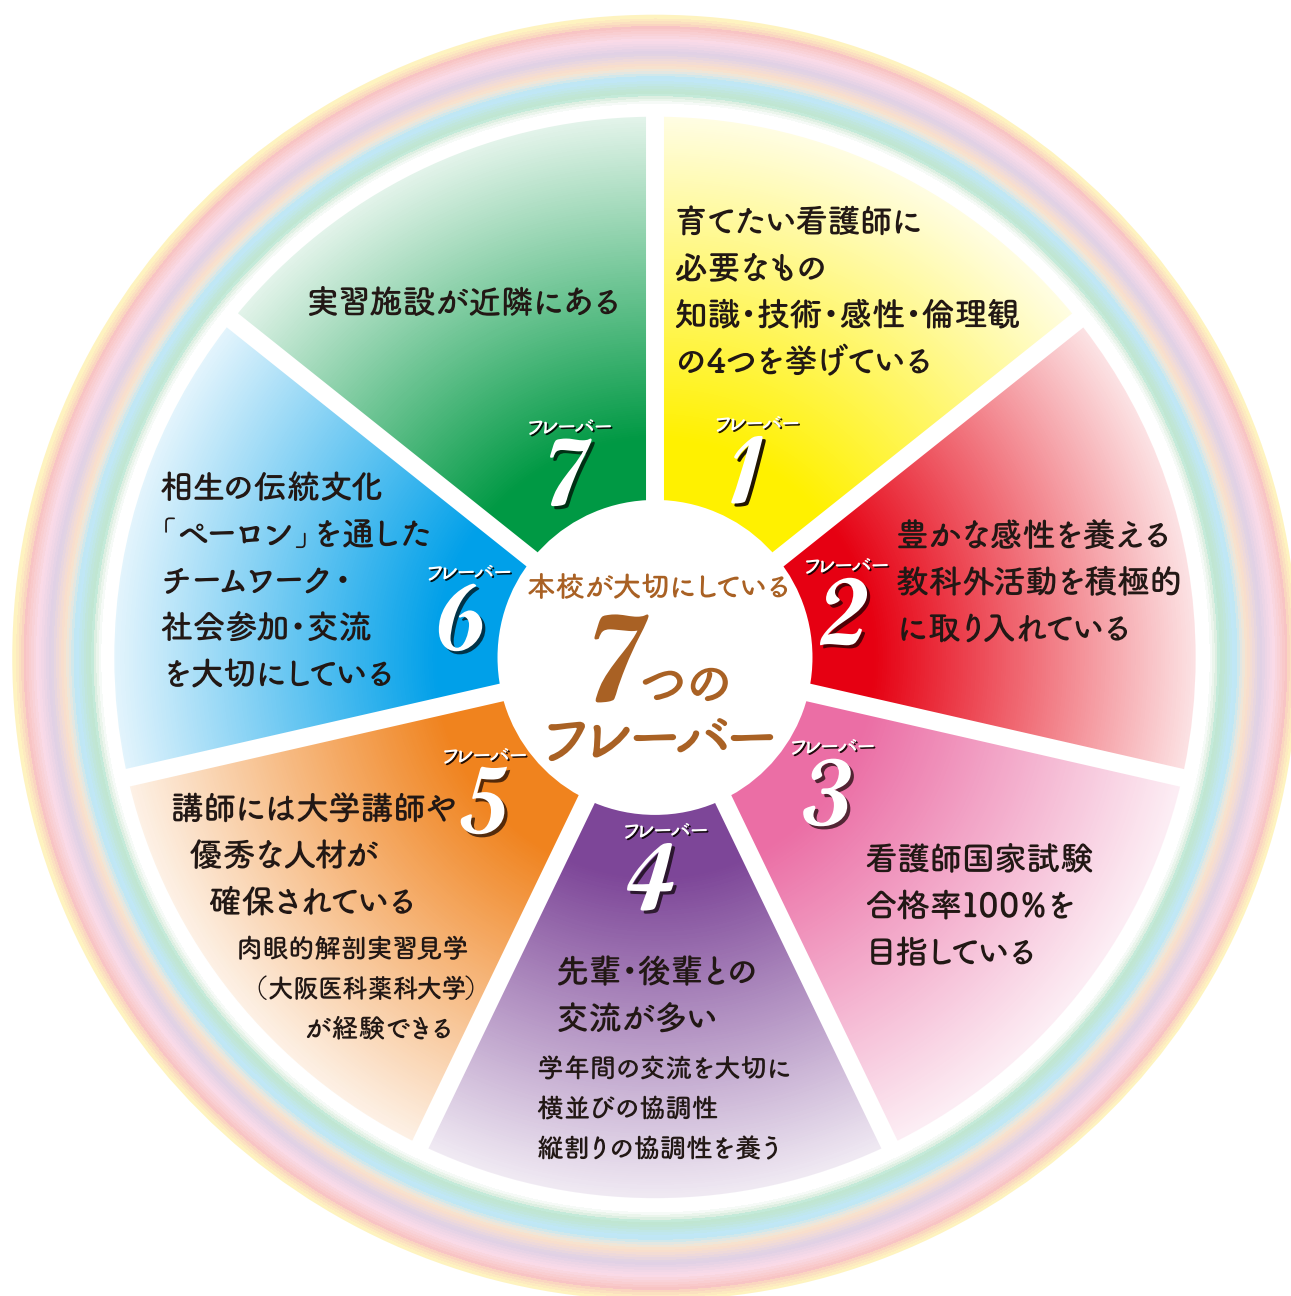 本校が大切にしている
7つの
フレーバー
フレーバー
1
育てたい看護師に
必要なもの
知識・技術・感性・倫理観
の4つを挙げている
フレーバー
2
豊かな感性を養える
教科外活動を積極的
に取り入れている
フレーバー
3
看護師国家試験
合格率100%を
目指している
フレーバー
4
先輩・後輩との
交流が多い
学年間の交流を大切に
横並びの協調性
縦割りの協調性を養う
フレーバー
5
講師には大学講師や
優秀な人材が
確保されている
肉眼的解剖実習見学
（大阪医科薬科大学）
が経験できる
フレーバー
6
相生の伝統文化
「ペーロン」を通した
チームワーク・
社会参加・交流
を大切にしている
フレーバー
7
実習施設が近隣にある